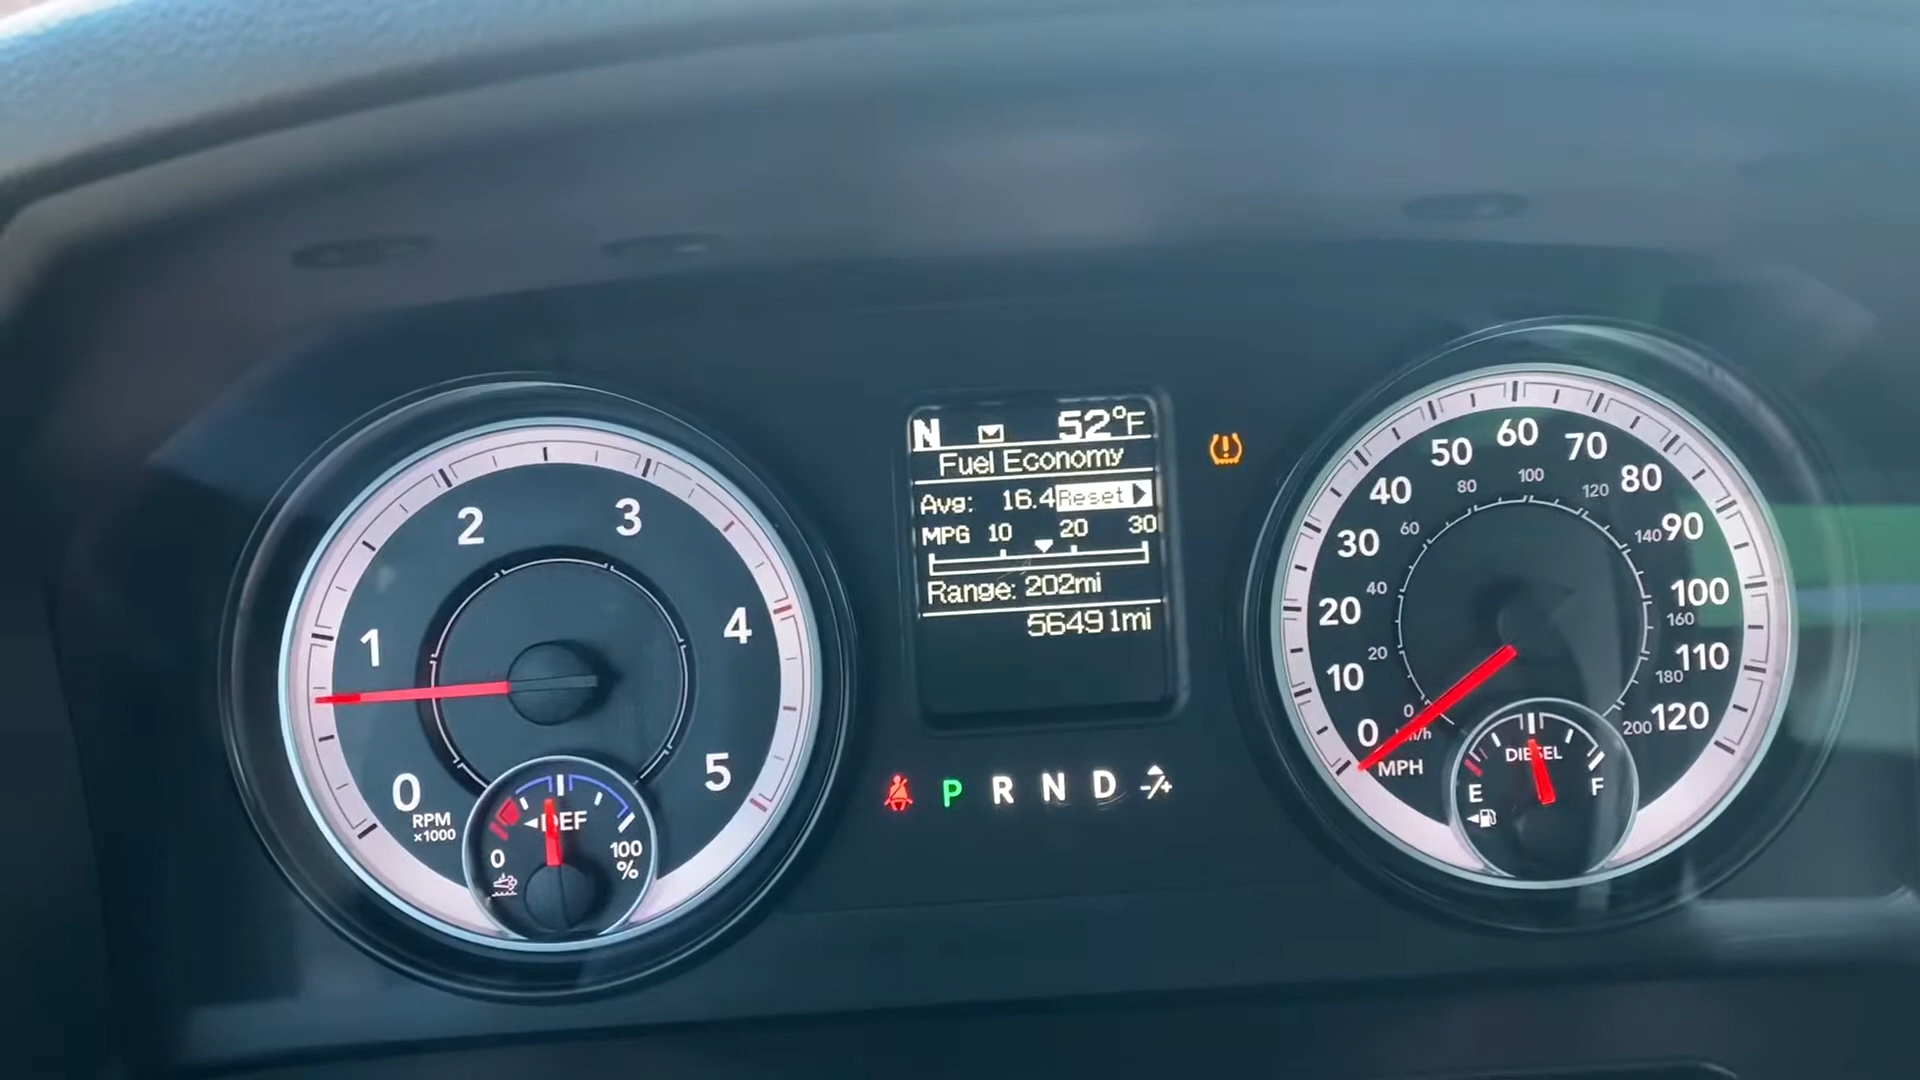 N 52°F
Fuel Economy
Avg: 16.4 Reset
MPG 10 20 30
Range: 202mi
56491mi
0 1 2 3 4 5
RPM
x1000
DEF
0 100
%
P R N D
0 10 20 30 40 50 60 70 80 90 100 110 120
MPH
0 20 40 60 80 100 120 140 160 180 200
km/h
DIESEL
E F